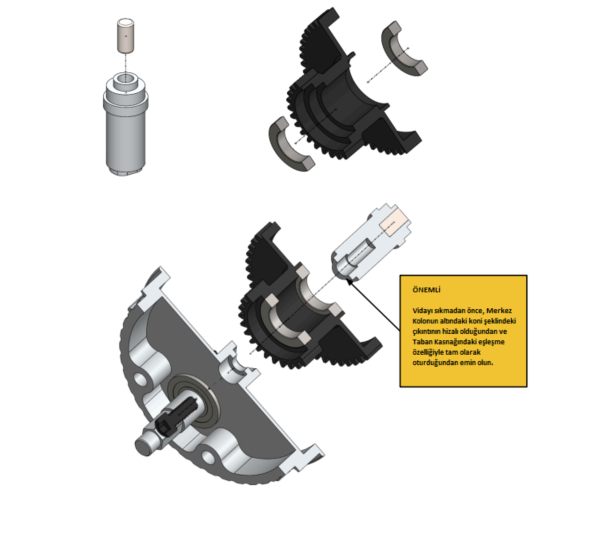 ÖNEMLİ
Vidayı sıkmadan önce, Merkez
Kolonun altındaki koni şeklindeki
çıkıntının hizalı olduğundan ve
Taban Kasnağındaki eşleşme
özelliğiyle tam olarak
oturduğundan emin olun.